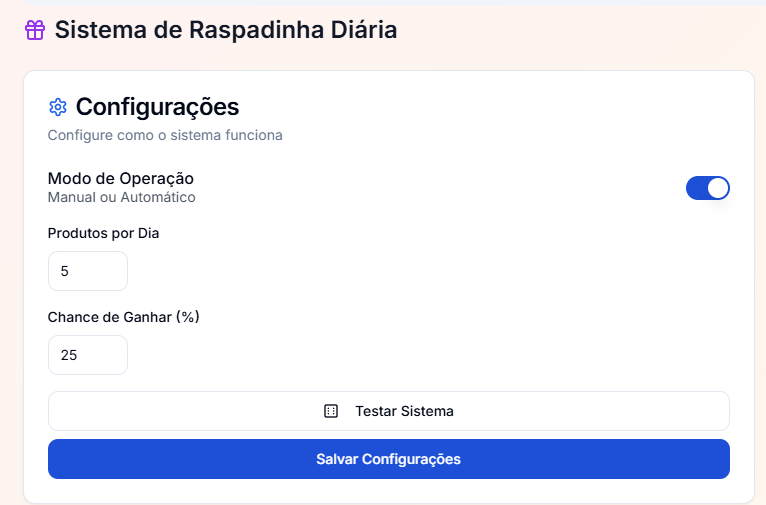 Sistema de Raspadinha Diária
Configurações
Configure como o sistema funciona
Modo de Operação
Manual ou Automático
Produtos por Dia
5
Chance de Ganhar (%)
25
Testar Sistema
Salvar Configurações